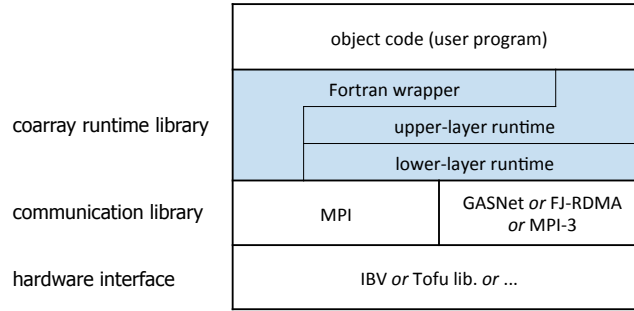 object code (user program)
Fortran wrapper
coarray runtime library
upper-layer runtime
lower-layer runtime
communication library
MPI
GASNet or FJ-RDMA
or MPI-3
hardware interface
IBV or Tofu lib. or ...